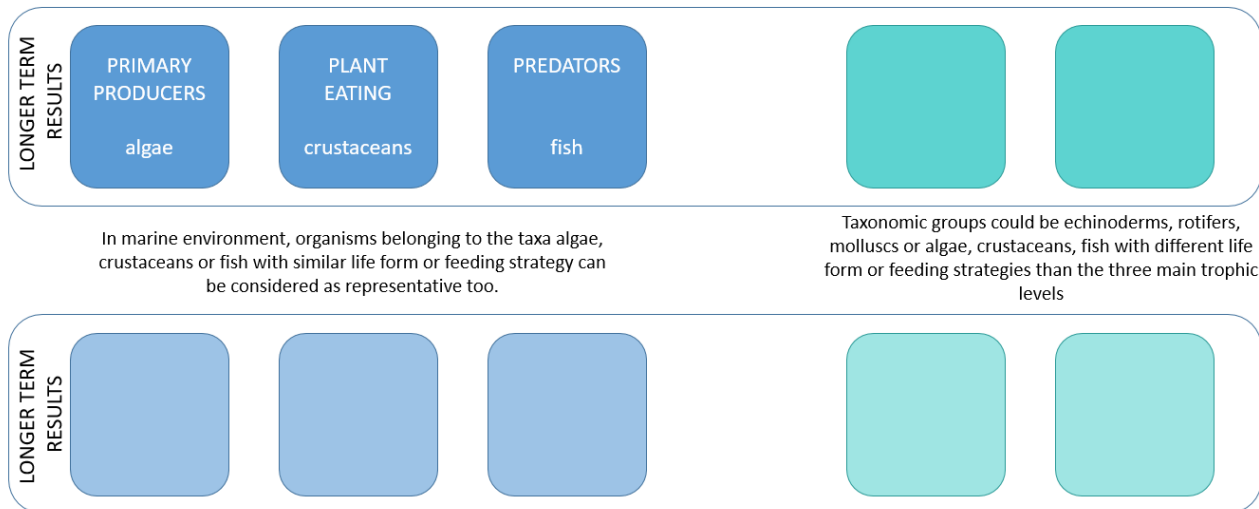 LONGER TERM
RESULTS
PRIMARY
PRODUCERS
algae
PLANT
EATING
crustaceans
PREDATORS
fish
In marine environment, organisms belonging to the taxa algae,
crustaceans or fish with similar life form or feeding strategy can
be considered as representative too.
Taxonomic groups could be echinoderms, rotifers,
molluscs or algae, crustaceans, fish with different life
form or feeding strategies than the three main trophic
levels
LONGER TERM
RESULTS